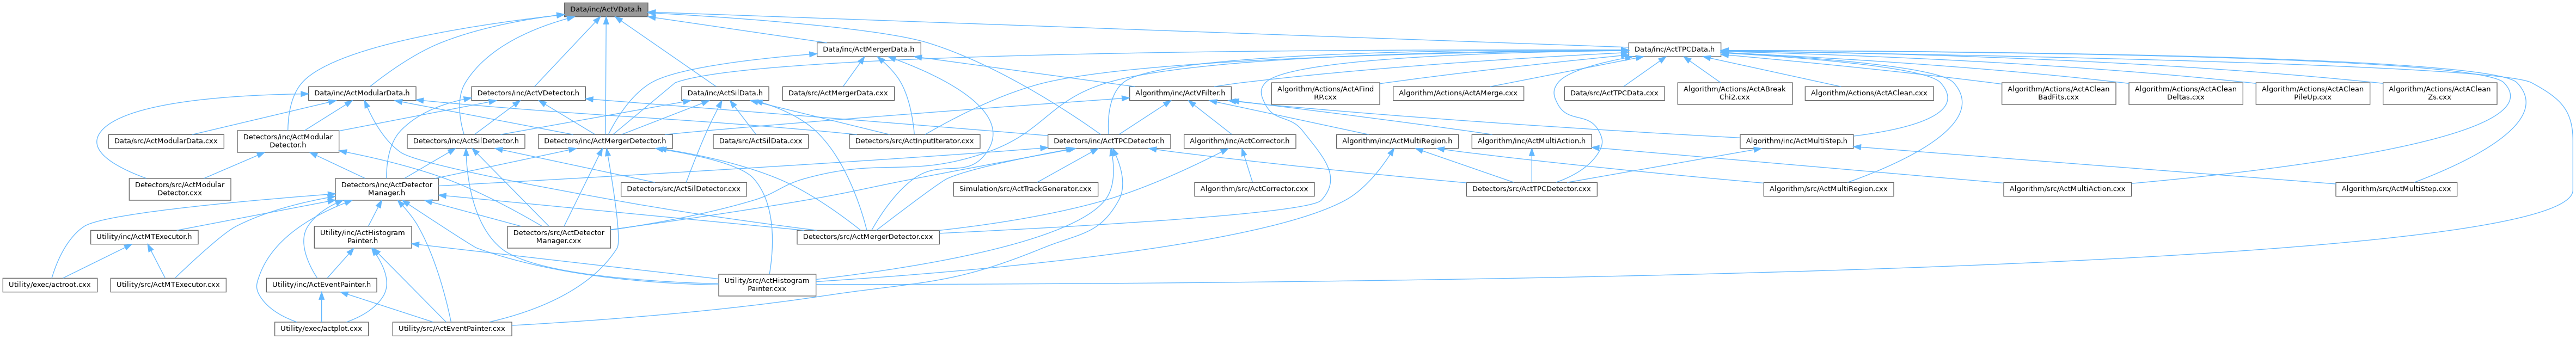 Data/inc/ActVData.h
Data/inc/ActMergerData.h
Data/inc/ActTPCData.h
Data/inc/ActModularData.h
Detectors/inc/ActVDetector.h
Data/inc/ActSilData.h
Data/src/ActMergerData.cxx
Algorithm/inc/ActVFilter.h
Algorithm/Actions/ActAFind
RP.cxx
Algorithm/Actions/ActAMerge.cxx
Data/src/ActTPCData.cxx
Algorithm/Actions/ActABreak
Chi2.cxx
Algorithm/Actions/ActAClean.cxx
Algorithm/Actions/ActAClean
BadFits.cxx
Algorithm/Actions/ActAClean
Deltas.cxx
Algorithm/Actions/ActAClean
PileUp.cxx
Algorithm/Actions/ActAClean
Zs.cxx
Data/src/ActModularData.cxx
Detectors/inc/ActModular
Detector.h
Detectors/inc/ActSilDetector.h
Detectors/inc/ActMergerDetector.h
Data/src/ActSilData.cxx
Detectors/src/ActInputIterator.cxx
Detectors/inc/ActTPCDetector.h
Algorithm/inc/ActCorrector.h
Algorithm/inc/ActMultiRegion.h
Algorithm/inc/ActMultiAction.h
Algorithm/inc/ActMultiStep.h
Detectors/src/ActModular
Detector.cxx
Detectors/inc/ActDetector
Manager.h
Detectors/src/ActSilDetector.cxx
Simulation/src/ActTrackGenerator.cxx
Algorithm/src/ActCorrector.cxx
Detectors/src/ActTPCDetector.cxx
Algorithm/src/ActMultiRegion.cxx
Algorithm/src/ActMultiAction.cxx
Algorithm/src/ActMultiStep.cxx
Utility/inc/ActMTExecutor.h
Utility/inc/ActHistogram
Painter.h
Detectors/src/ActDetector
Manager.cxx
Detectors/src/ActMergerDetector.cxx
Utility/exec/actroot.cxx
Utility/src/ActMTExecutor.cxx
Utility/inc/ActEventPainter.h
Utility/src/ActHistogram
Painter.cxx
Utility/exec/actplot.cxx
Utility/src/ActEventPainter.cxx